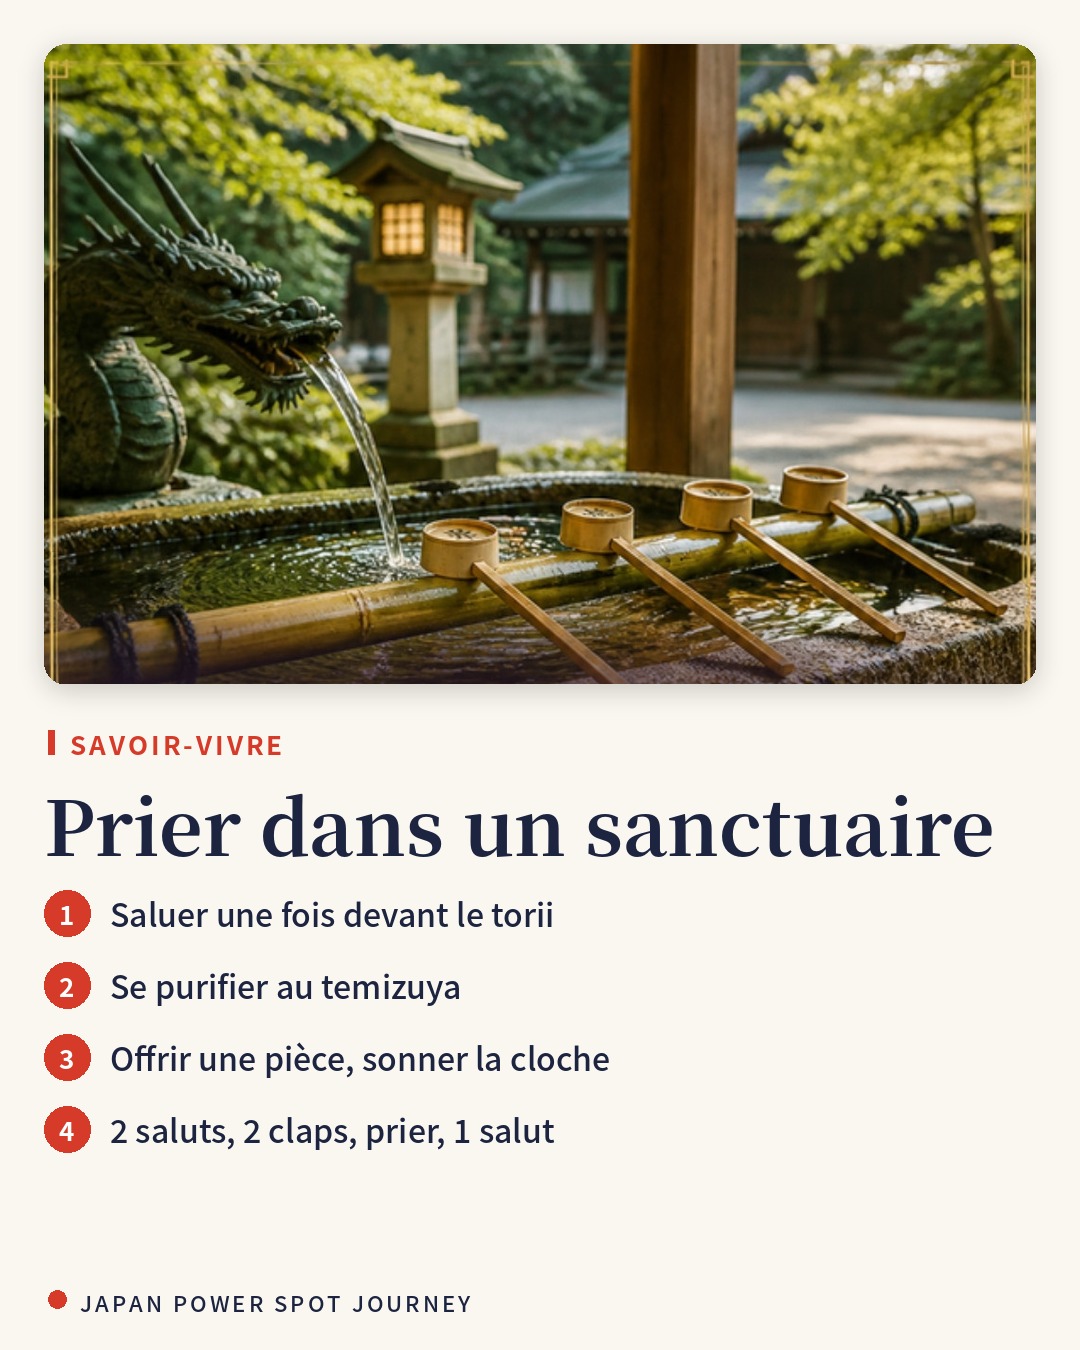 SAVOIR-VIVRE
Prier dans un sanctuaire
1 Saluer une fois devant le torii
2 Se purifier au temizuya
3 Offrir une pièce, sonner la cloche
4 2 saluts, 2 claps, prier, 1 salut
JAPAN POWER SPOT JOURNEY